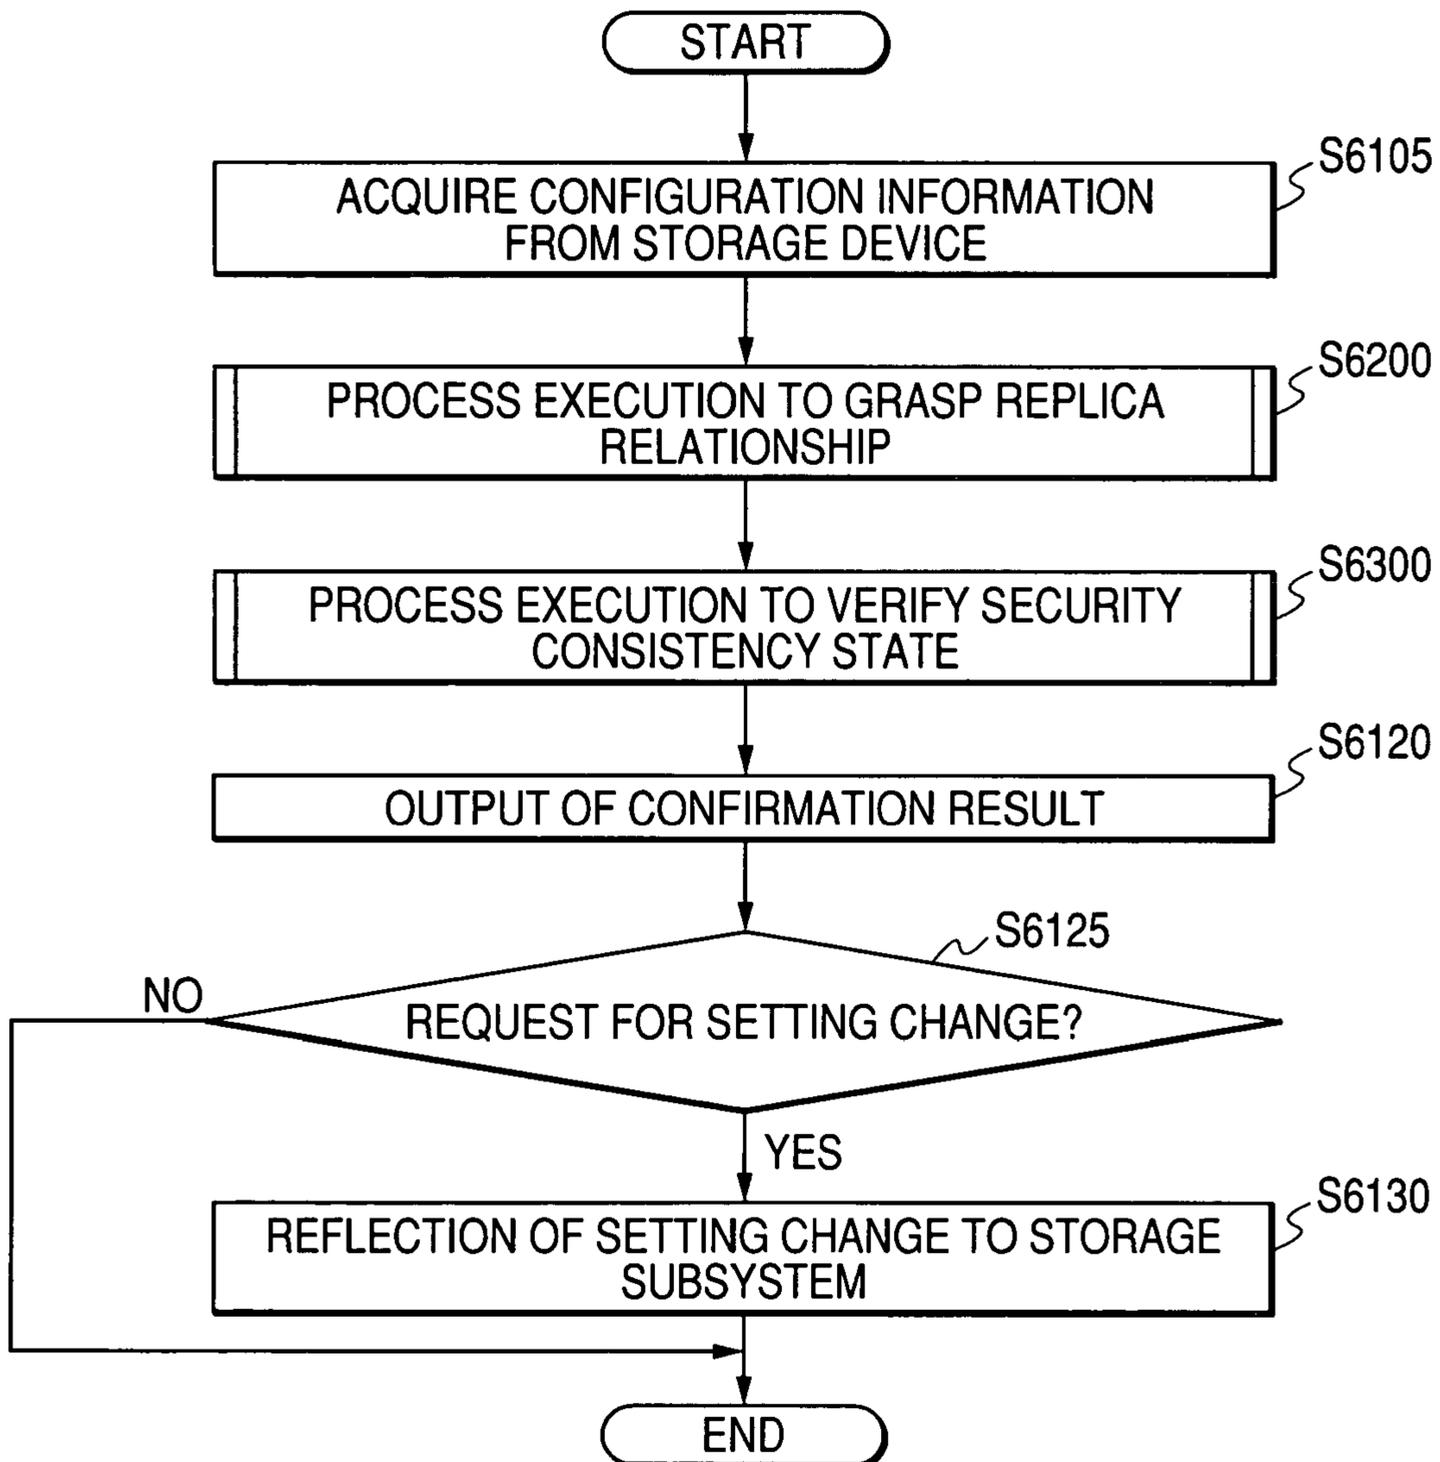 START
S6105
ACQUIRE CONFIGURATION INFORMATION
FROM STORAGE DEVICE
S6200
PROCESS EXECUTION TO GRASP REPLICA
RELATIONSHIP
S6300
PROCESS EXECUTION TO VERIFY SECURITY
CONSISTENCY STATE
S6120
OUTPUT OF CONFIRMATION RESULT
S6125
NO
REQUEST FOR SETTING CHANGE?
YES
S6130
REFLECTION OF SETTING CHANGE TO STORAGE
SUBSYSTEM
END